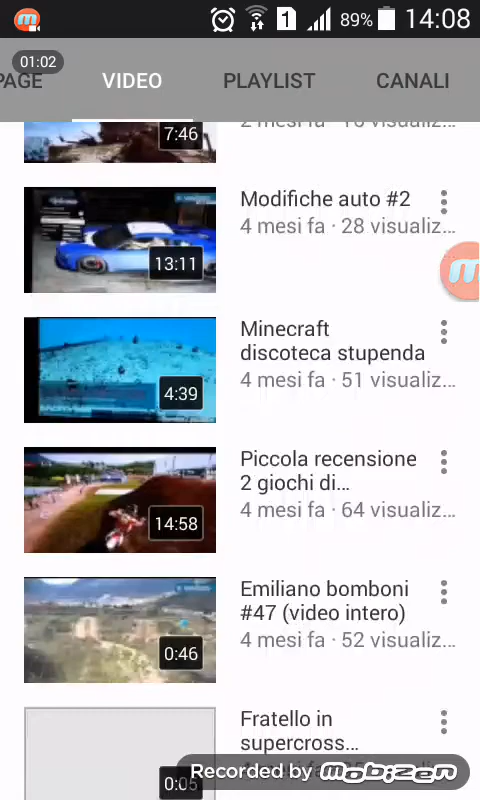 1
89%
14:08
01:02
PAGE
VIDEO
PLAYLIST
CANALI
7:46
Modifiche auto #2
4 mesi fa · 28 visualiz...
13:11
Minecraft
discoteca stupenda
4 mesi fa · 51 visualiz...
4:39
Piccola recensione
2 giochi di...
4 mesi fa · 64 visualiz...
14:58
Emiliano bomboni
#47 (video intero)
4 mesi fa · 52 visualiz...
0:46
Fratello in
supercross...
0:05
Recorded by mobizen